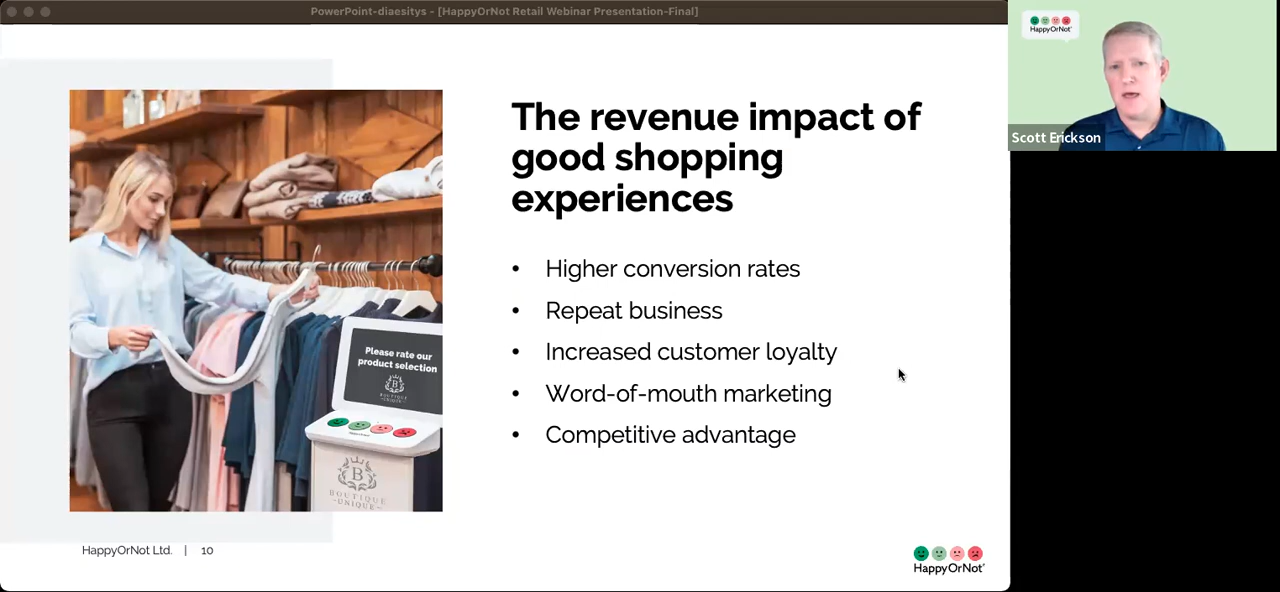 PowerPoint-diaesitys - [HappyOrNot Retail Webinar Presentation-Final]
HappyOrNot
Scott Erickson
The revenue impact of
good shopping
experiences
• Higher conversion rates
• Repeat business
• Increased customer loyalty
• Word-of-mouth marketing
• Competitive advantage
Please rate our
product selection
B
BOUTIQUE
UNIQUE
B
BOUTIQUE
-UNIQUE-
HappyOrNot Ltd. | 10
HappyOrNot